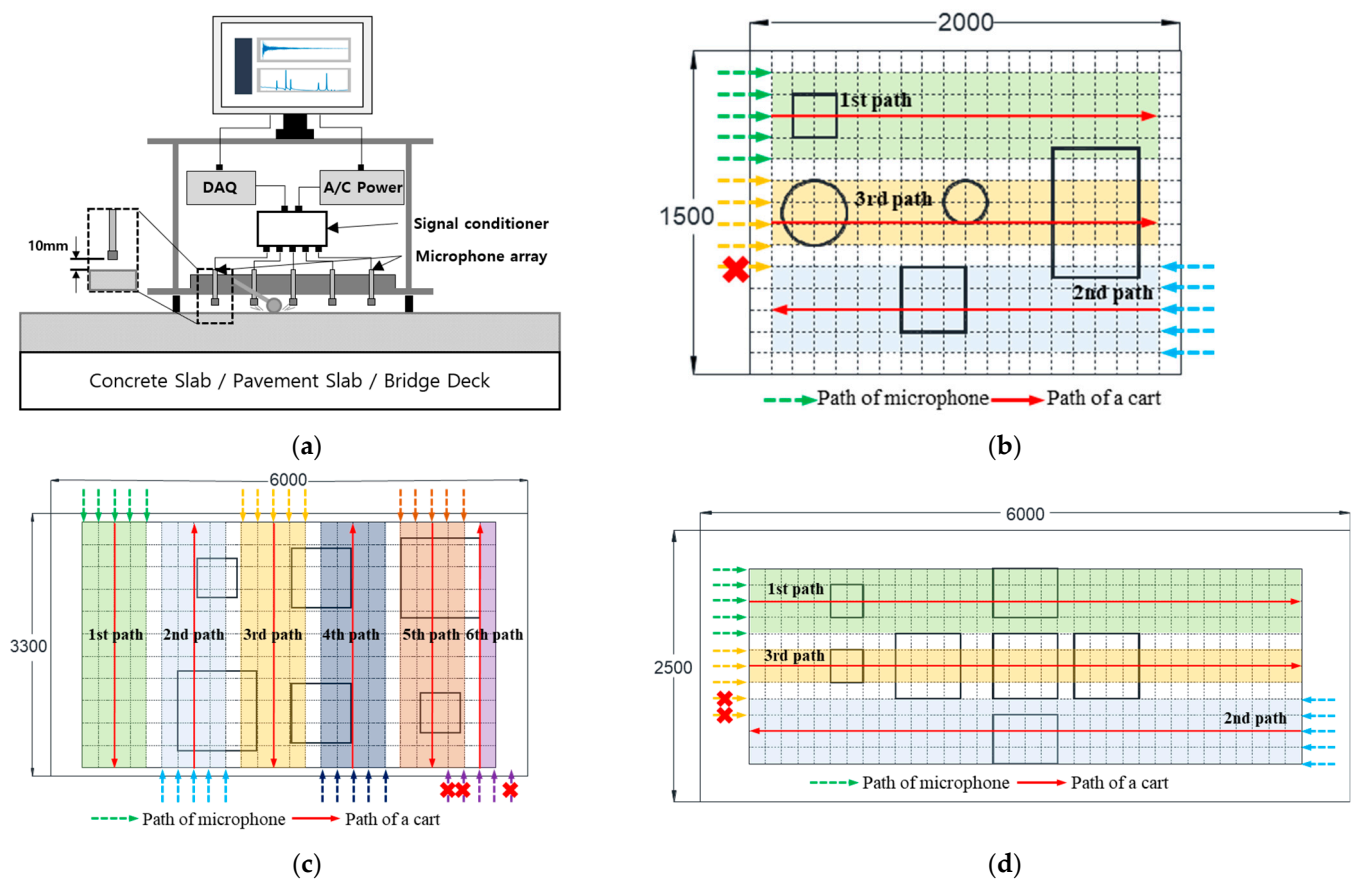 DAQ
A/C Power
Signal conditioner
Microphone array
10mm
Concrete Slab / Pavement Slab / Bridge Deck
(a)
2000
1500
1st path
3rd path
2nd path
Path of microphone
Path of a cart
(b)
6000
3300
1st path
2nd path
3rd path
4th path
5th path
6th path
Path of microphone
Path of a cart
(c)
6000
2500
1st path
3rd path
2nd path
Path of microphone
Path of a cart
(d)